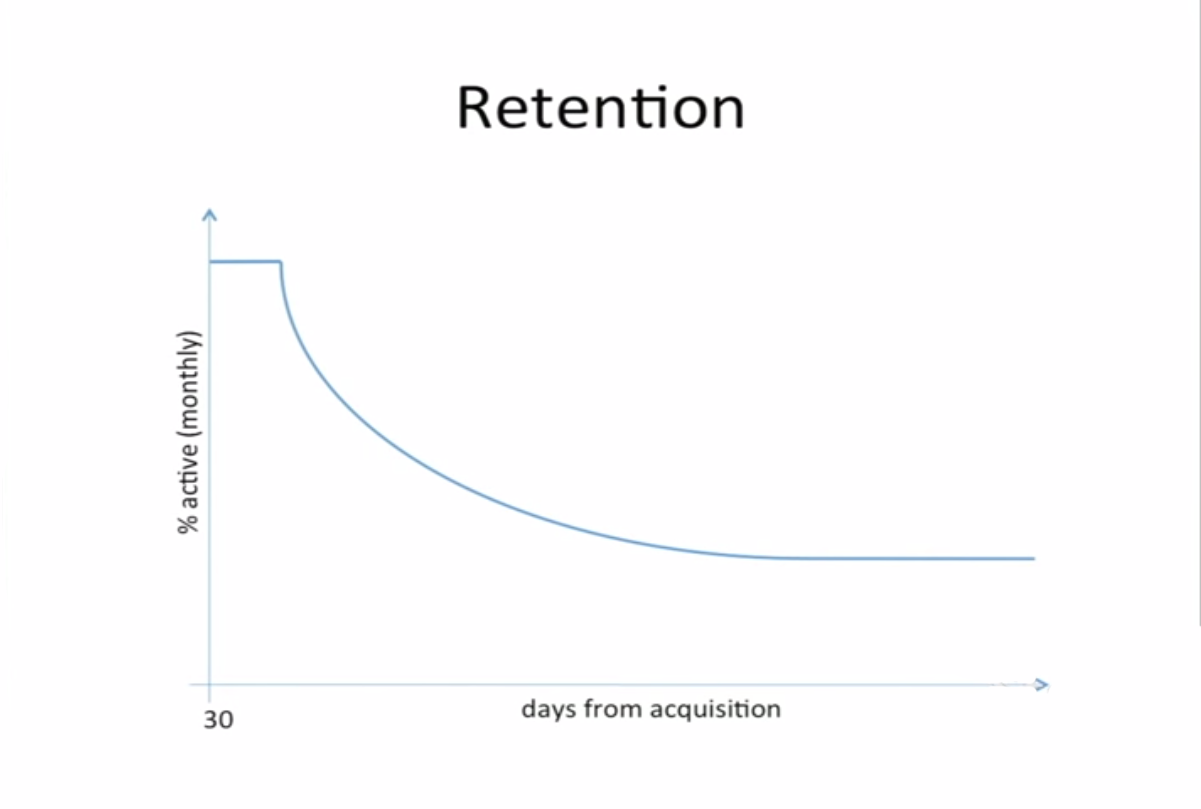 Retention
% active (monthly)
30
days from acquisition